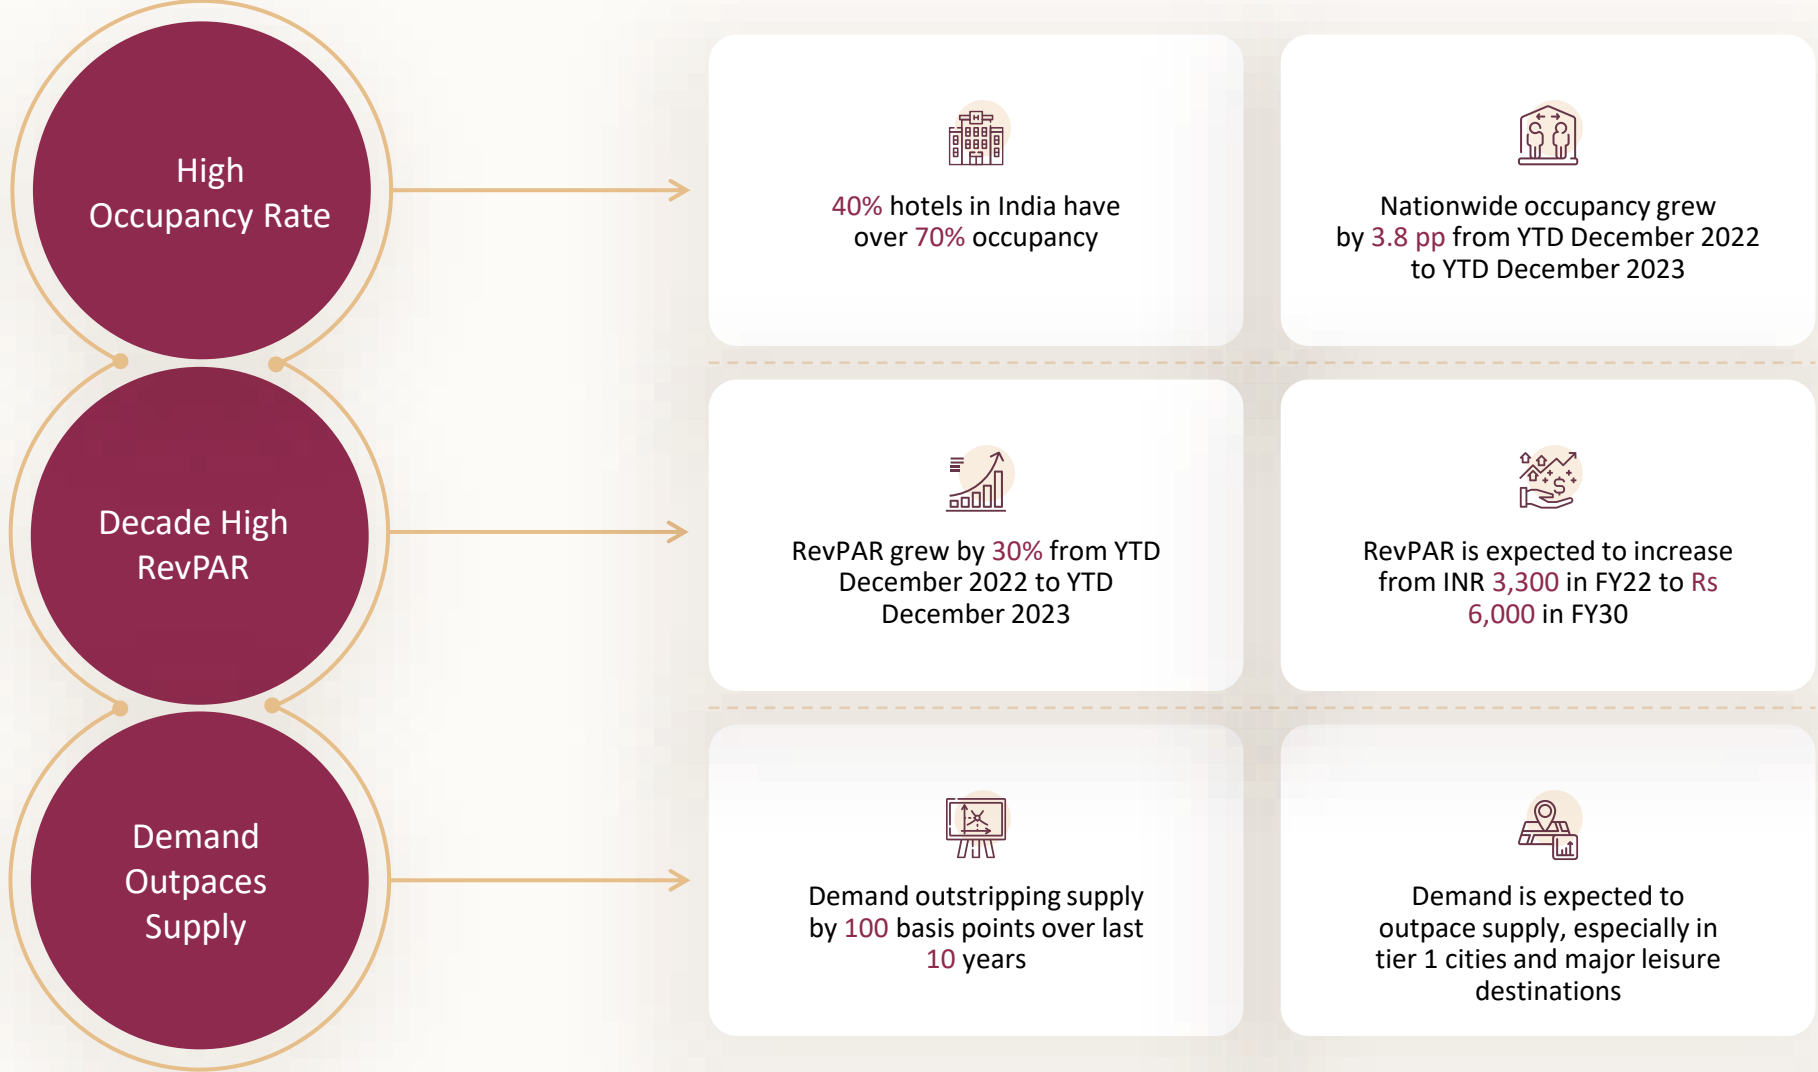 High
Occupancy Rate
40% hotels in India have
over 70% occupancy
Nationwide occupancy grew
by 3.8 pp from YTD December 2022
to YTD December 2023
Decade High
RevPAR
RevPAR grew by 30% from YTD
December 2022 to YTD
December 2023
RevPAR is expected to increase
from INR 3,300 in FY22 to Rs
6,000 in FY30
Demand
Outpaces
Supply
Demand outstripping supply
by 100 basis points over last
10 years
Demand is expected to
outpace supply, especially in
tier 1 cities and major leisure
destinations